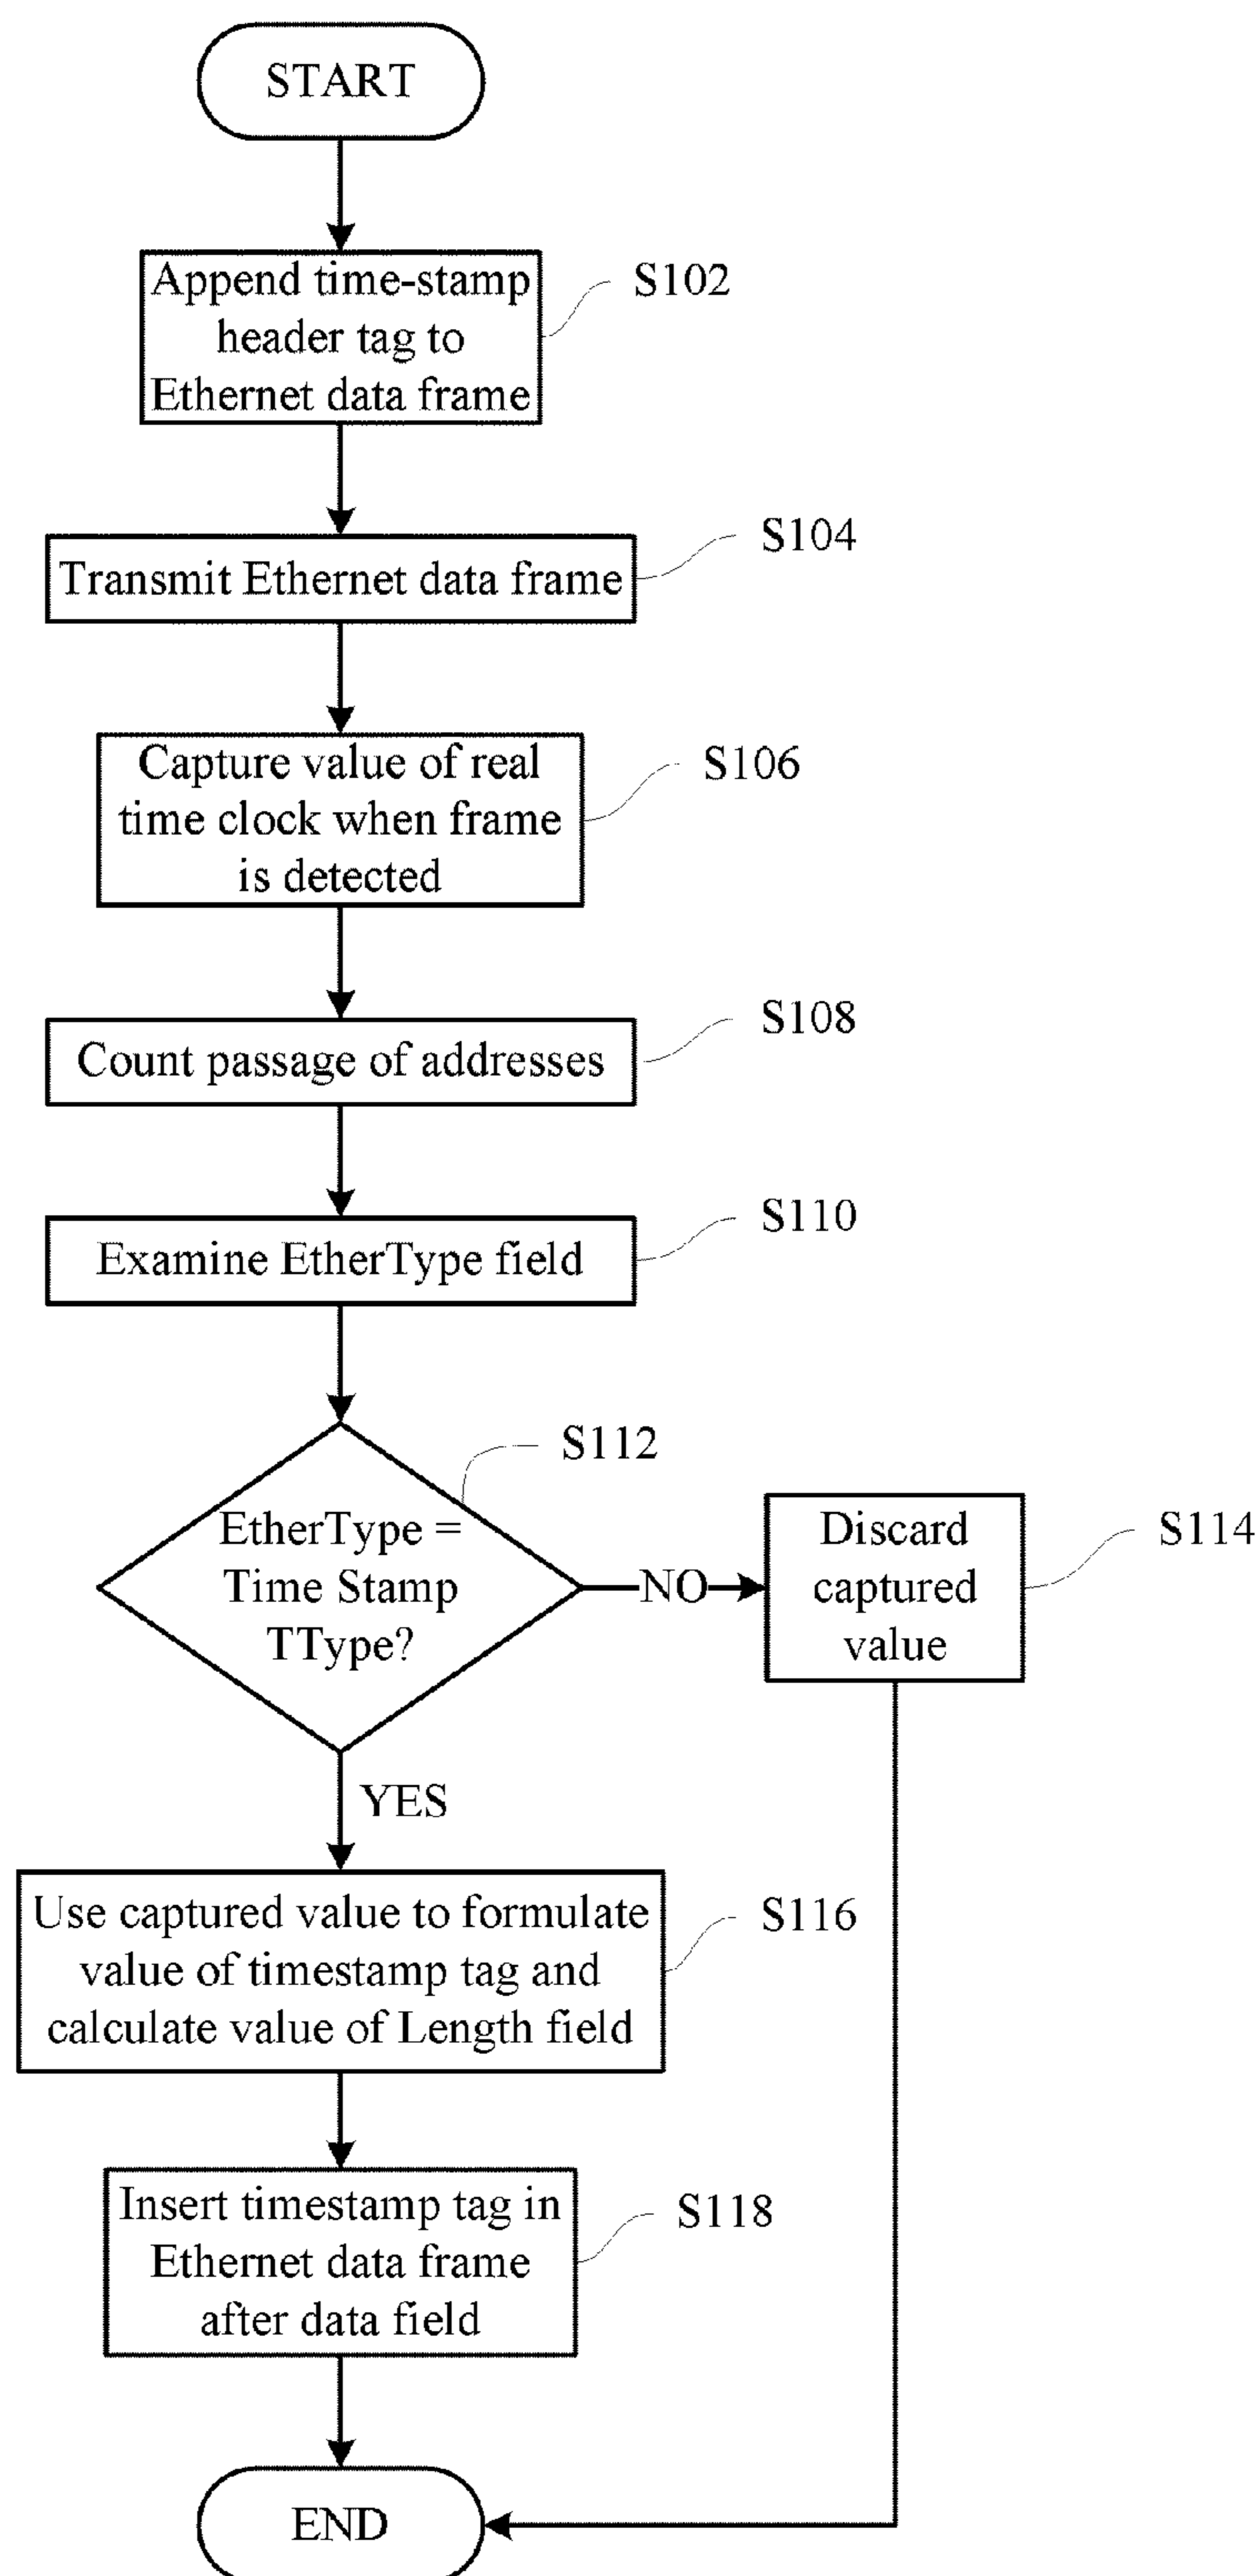 START
Append time-stamp
header tag to
Ethernet data frame
S102
Transmit Ethernet data frame
S104
Capture value of real
time clock when frame
is detected
S106
Count passage of addresses
S108
Examine EtherType field
S110
EtherType =
Time Stamp
TType?
S112
NO
Discard
captured
value
S114
YES
Use captured value to formulate
value of timestamp tag and
calculate value of Length field
S116
Insert timestamp tag in
Ethernet data frame
after data field
S118
END